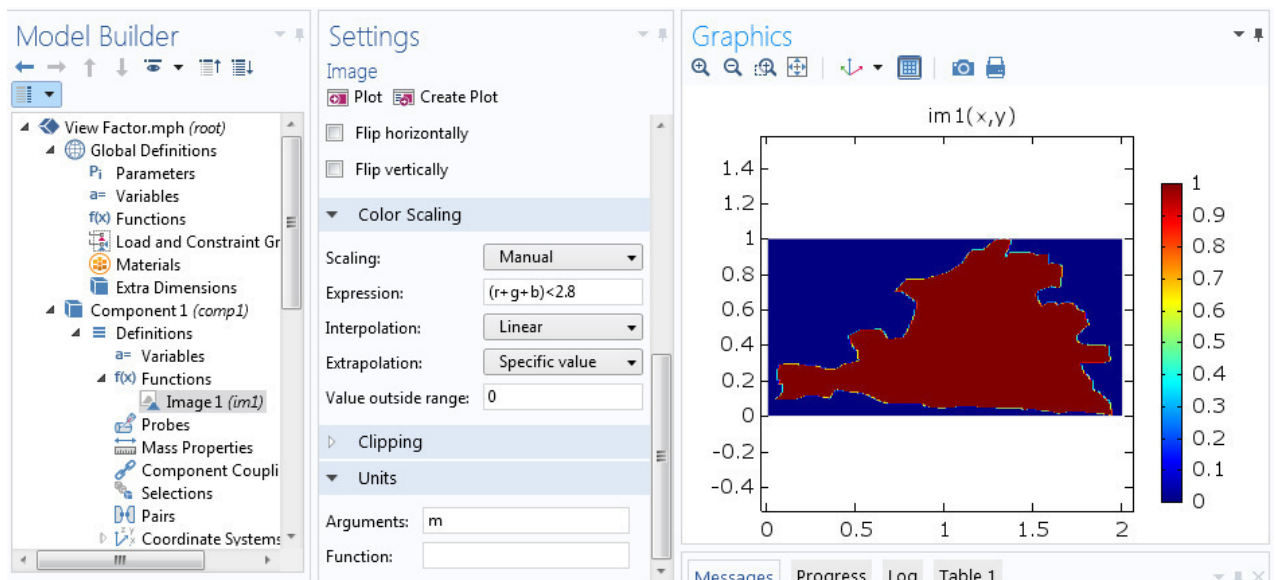 Model Builder
View Factor.mph (root)
Global Definitions
Pi Parameters
a= Variables
f(x) Functions
Load and Constraint Gr
Materials
Extra Dimensions
Component 1 (comp1)
Definitions
a= Variables
f(x) Functions
Image 1 (im1)
Probes
Mass Properties
Component Coupli
Selections
Pairs
Coordinate Systems
Settings
Image
Plot Create Plot
Flip horizontally
Flip vertically
Color Scaling
Scaling: Manual
Expression: (r+g+b)<2.8
Interpolation: Linear
Extrapolation: Specific value
Value outside range: 0
Clipping
Units
Arguments: m
Function:
Graphics
im1(x,y)
1.4
1.2
1
0.8
0.6
0.4
0.2
0
-0.2
-0.4
0 0.5 1 1.5 2
1
0.9
0.8
0.7
0.6
0.5
0.4
0.3
0.2
0.1
0
Messages Progress Log Table 1